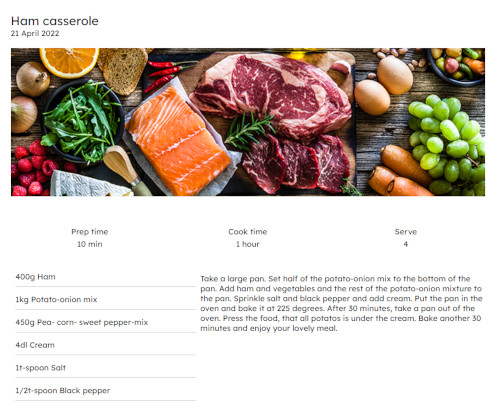 Ham casserole
21 April 2022
Prep time
10 min
Cook time
1 hour
Serve
4
400g Ham
1kg Potato-onion mix
450g Pea- corn- sweet pepper-mix
4dl Cream
1t-spoon Salt
1/2t-spoon Black pepper
Take a large pan. Set half of the potato-onion mix to the bottom of the
pan. Add ham and vegetables and the rest of the potato-onion mixture to
the pan. Sprinkle salt and black pepper and add cream. Put the pan in the
oven and bake it at 225 degrees. After 30 minutes, take a pan out of the
oven. Press the food, that all potatos is under the cream. Bake another 30
minutes and enjoy your lovely meal.